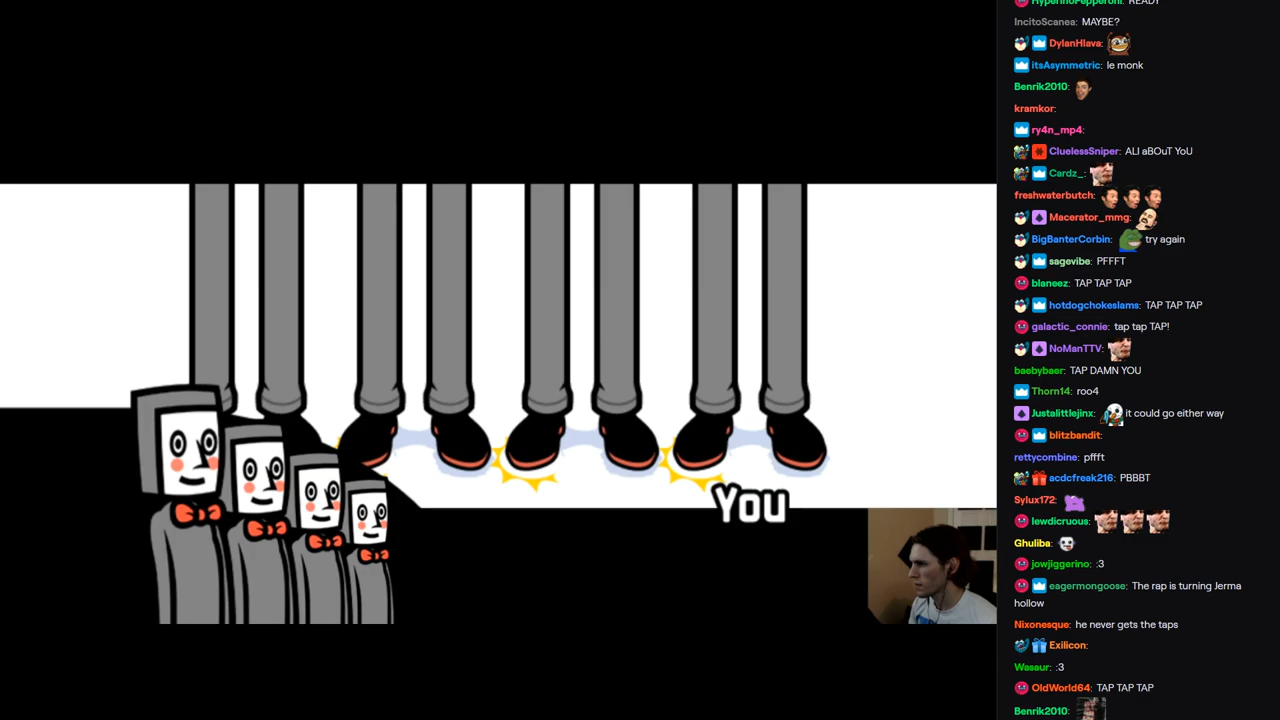 You
HyperinoPepperoni: READY
IncitoScanea: MAYBE?
DylanHlava:
itsAsymmetric: le monk
Benrik2010:
kramkor:
ry4n_mp4:
CluelessSniper: ALl aBOuT YoU
Cardz_:
freshwaterbutch:
Macerator_mmg:
BigBanterCorbin: try again
sagevibe: PFFFT
blaneez: TAP TAP TAP
hotdogchokeslams: TAP TAP TAP
galactic_connie: tap tap TAP!
NoManTTV:
baebybaer: TAP DAMN YOU
Thorn14: roo4
Justalittlejinx: it could go either way
blitzbandit:
rettycombine: pffft
acdcfreak216: PBBBT
Sylux172:
lewdicruous:
Ghuliba:
jowjiggerino: :3
eagermongoose: The rap is turning Jerma
hollow
Nixonesque: he never gets the taps
Exilicon:
Wasaur: :3
OldWorld64: TAP TAP TAP
Benrik2010: